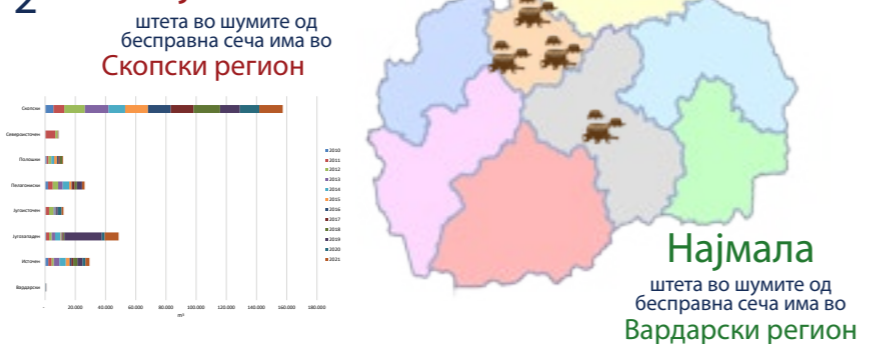 2
штета во шумите од
бесправна сеча има во
Скопски регион
Скопски
Североисточен
Полошки
Пелагониски
Југоисточен
Југозападен
Источен
Вардарски
-
20.000
40.000
60.000
80.000
100.000
120.000
140.000
160.000
180.000
m³
2010
2011
2012
2013
2014
2015
2016
2017
2018
2019
2020
2021
Најмала
штета во шумите од
бесправна сеча има во
Вардарски регион